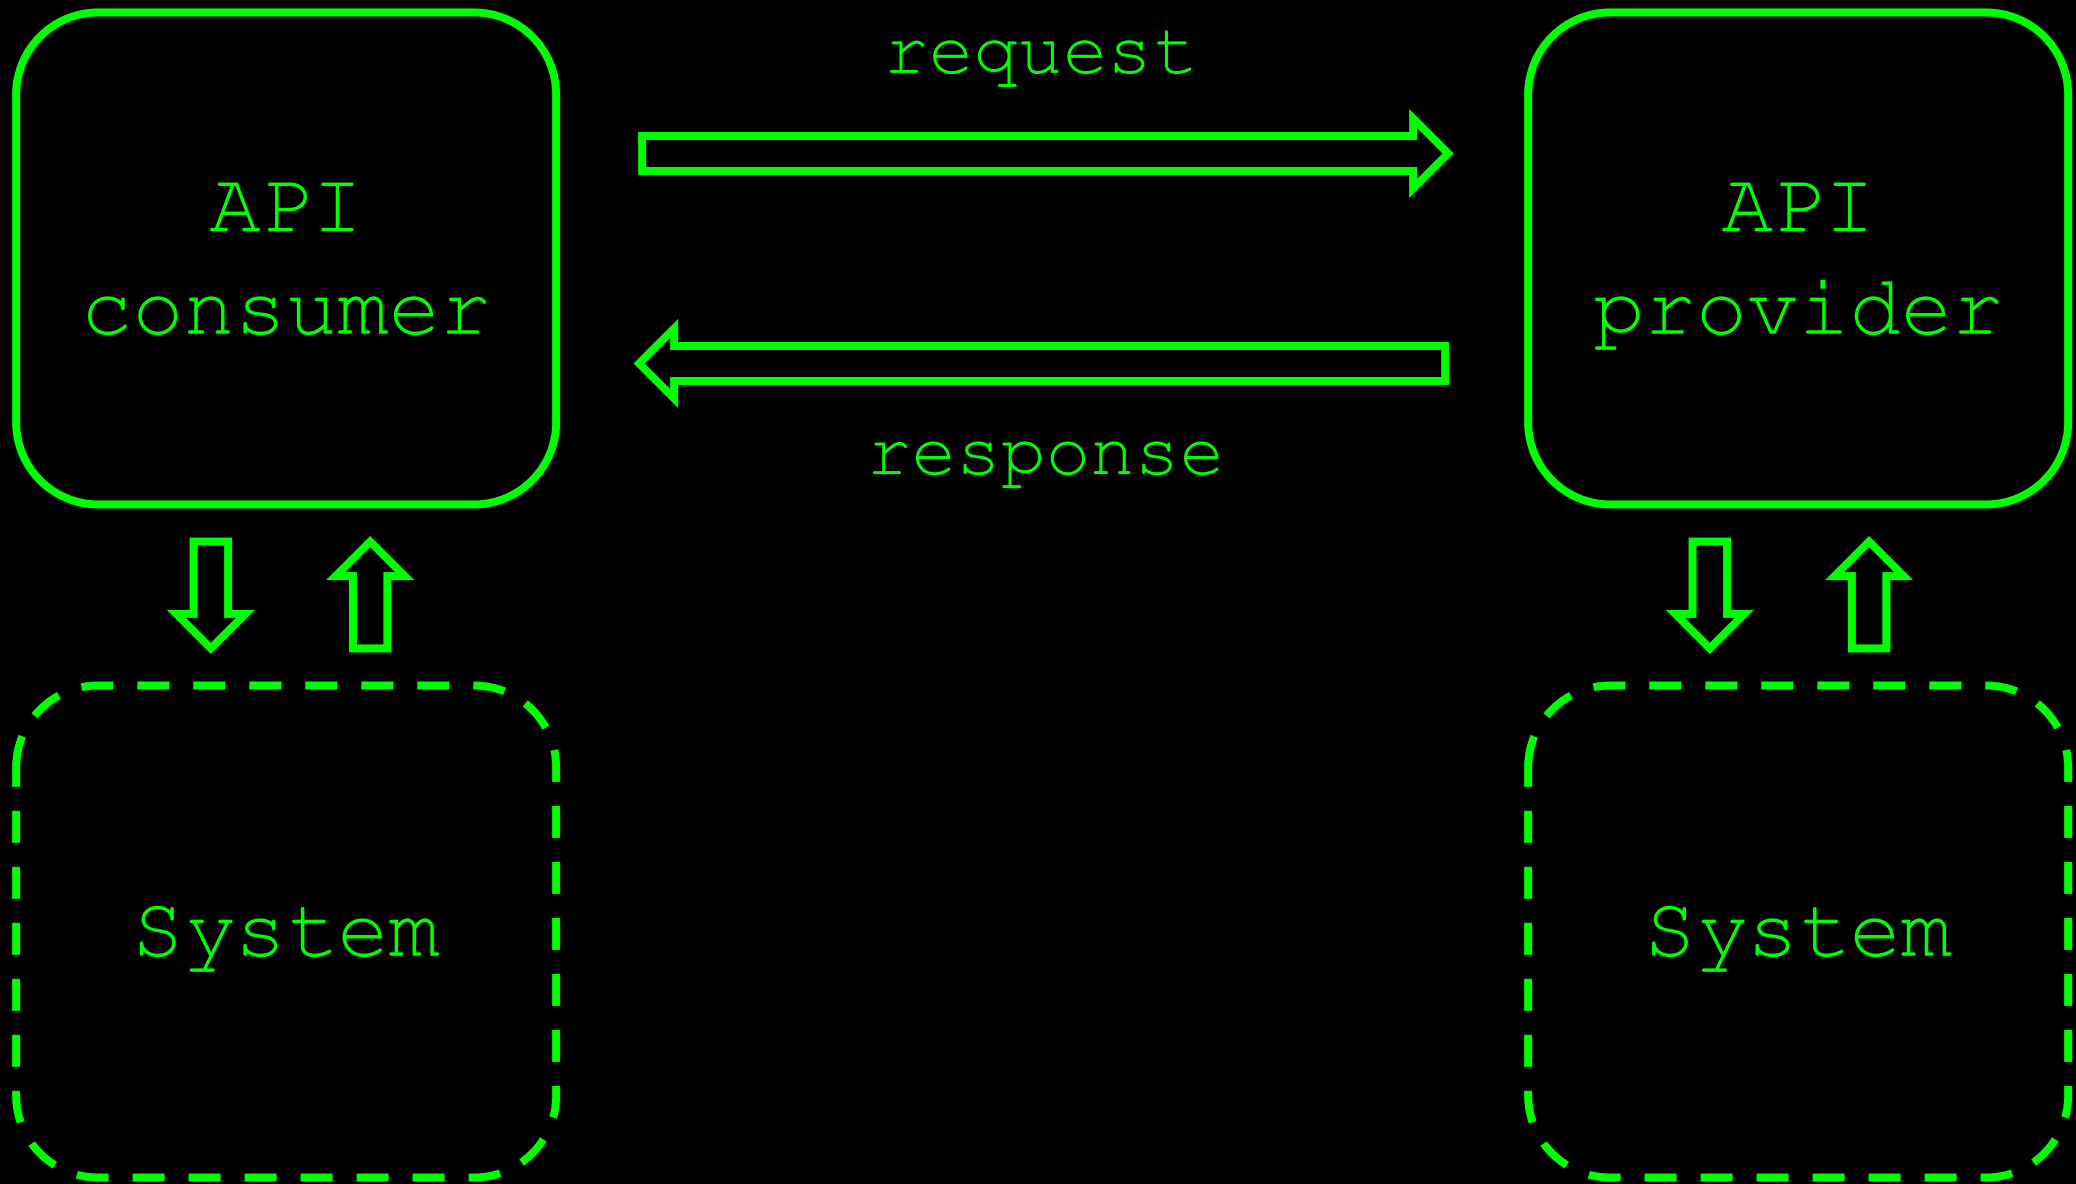 request
API
consumer
API
provider
response
System
System